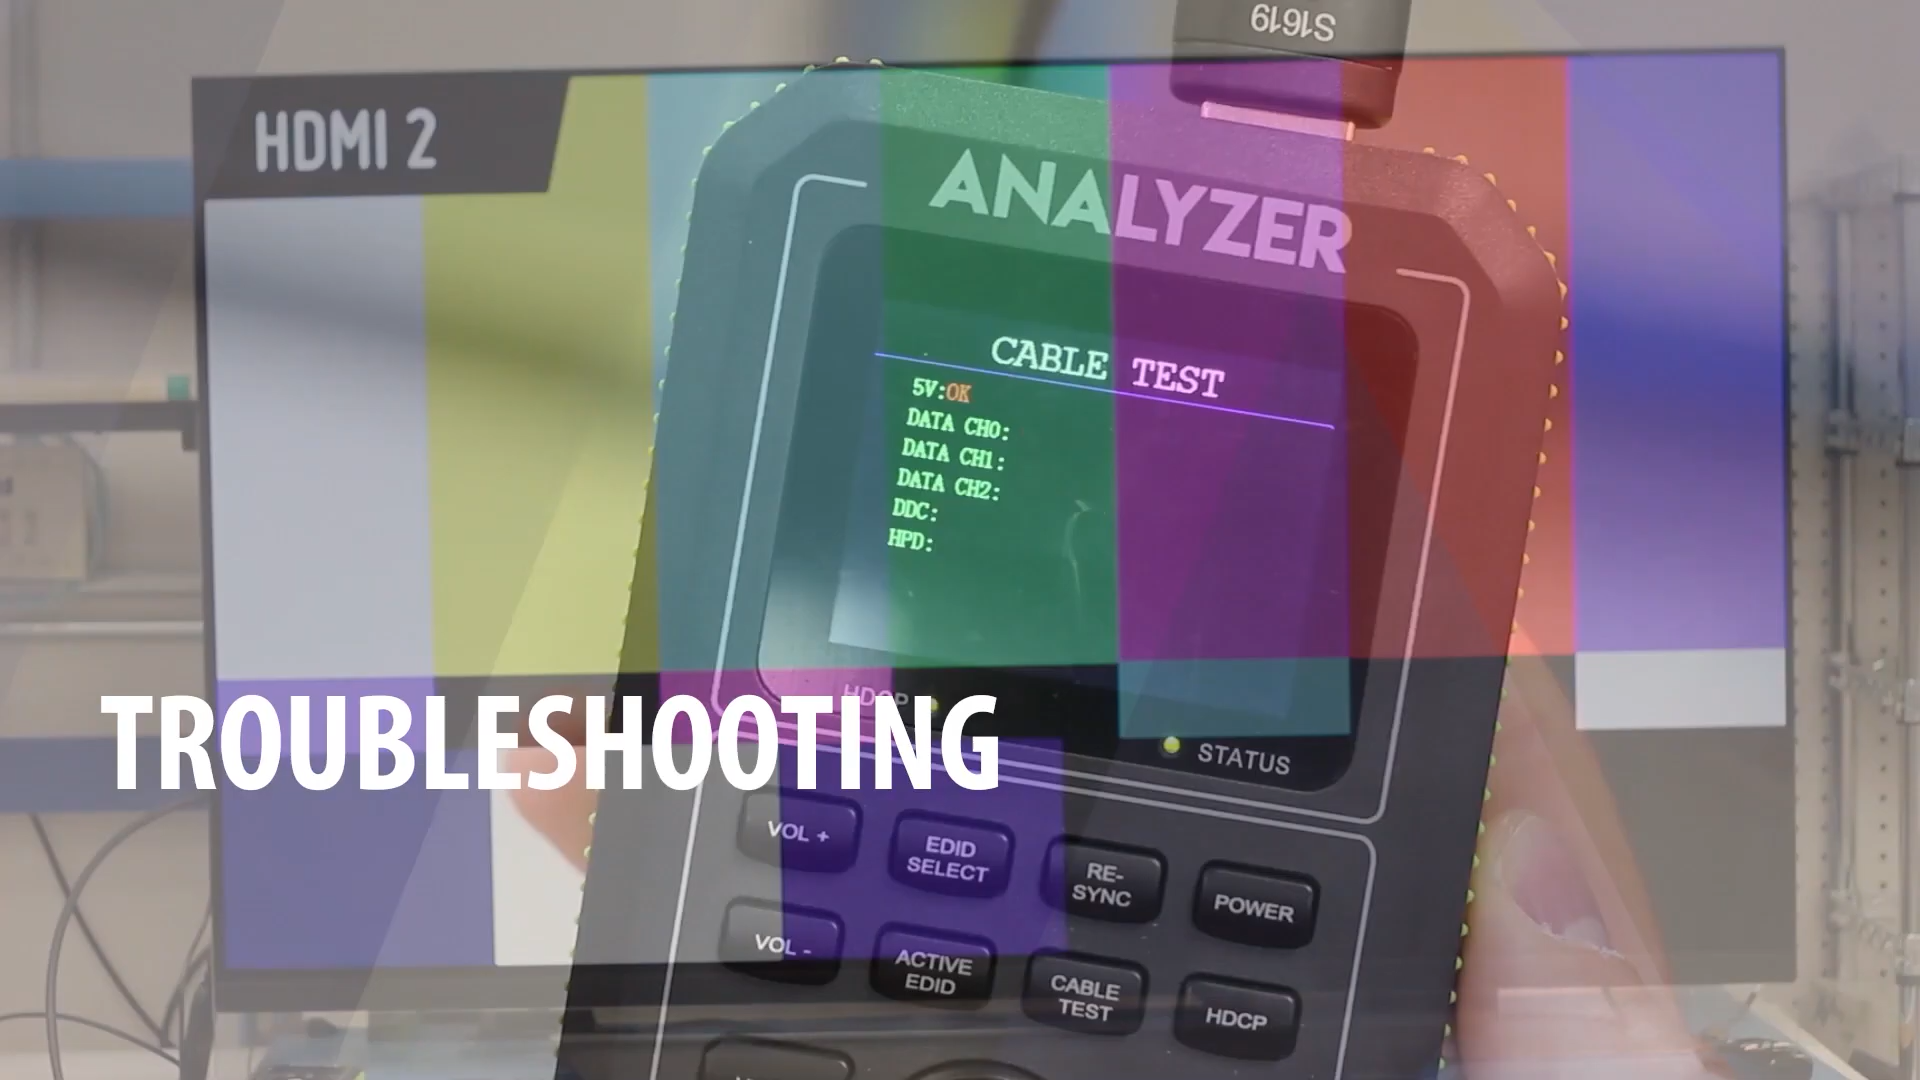 S1619
HDMI 2
ANALYZER
CABLE TEST
5V:OK
DATA CH0:
DATA CH1:
DATA CH2:
DDC:
HPD:
HDCP
TROUBLESHOOTING
STATUS
VOL +
EDID
SELECT
RE-
SYNC
POWER
VOL -
ACTIVE
EDID
CABLE
TEST
HDCP